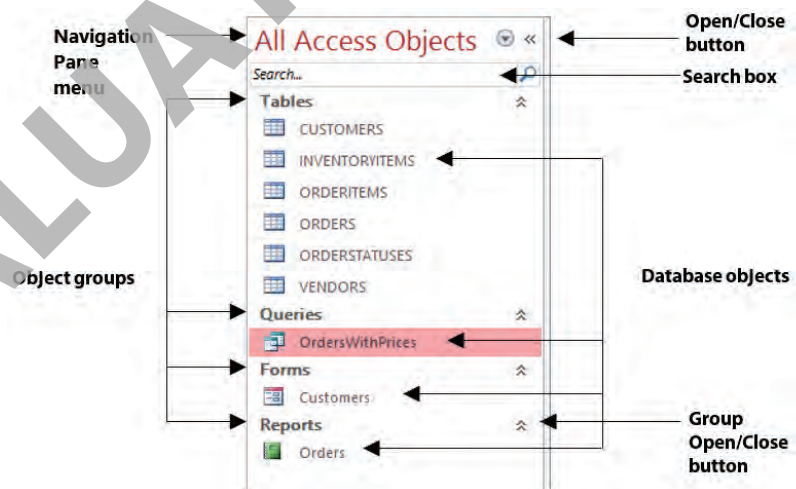 Navigation
Pane
menu
All Access Objects
Open/Close
button
Search...
Search box
Tables
CUSTOMERS
INVENTORYITEMS
ORDERITEMS
ORDERS
ORDERSTATUSES
VENDORS
Object groups
Database objects
Queries
OrdersWithPrices
Forms
Customers
Reports
Orders
Group
Open/Close
button